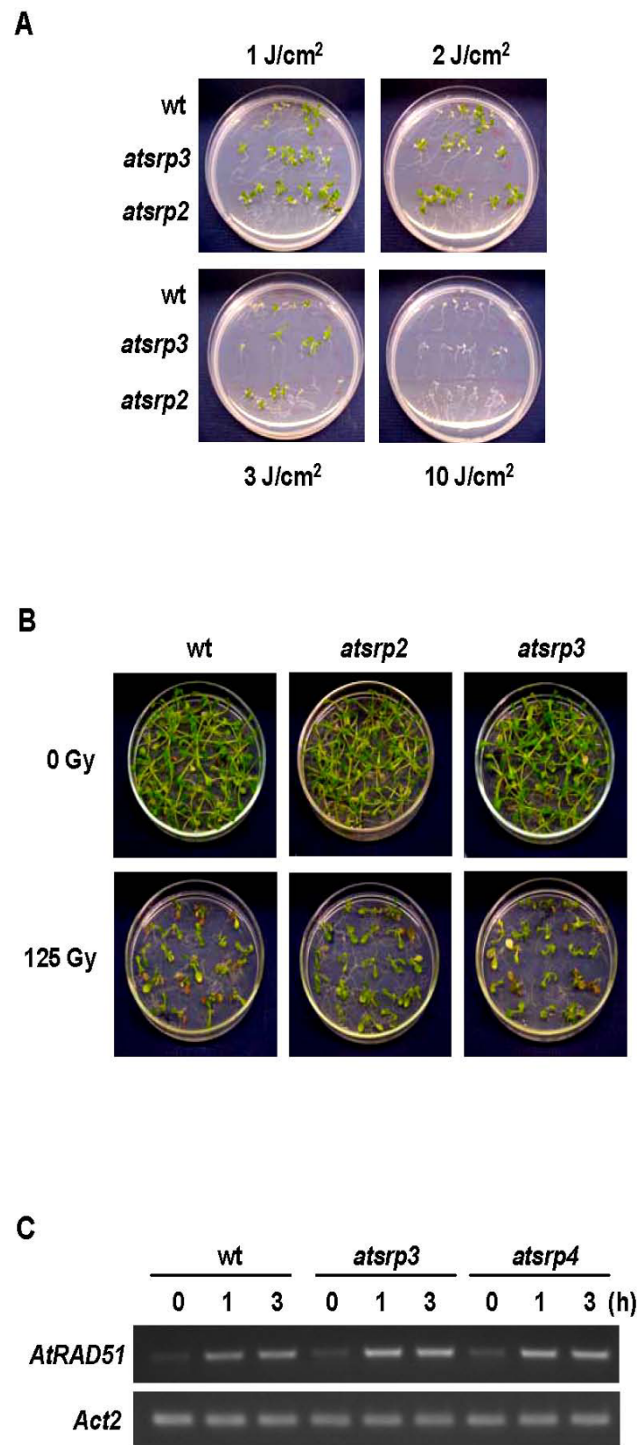 A
1 J/cm² 2 J/cm²
wt
atsrp3
atsrp2
wt
atsrp3
atsrp2
3 J/cm² 10 J/cm²
B
wt atsrp2 atsrp3
0 Gy
125 Gy
C
wt atsrp3 atsrp4
0 1 3 0 1 3 0 1 3 (h)
AtRAD51
Act2